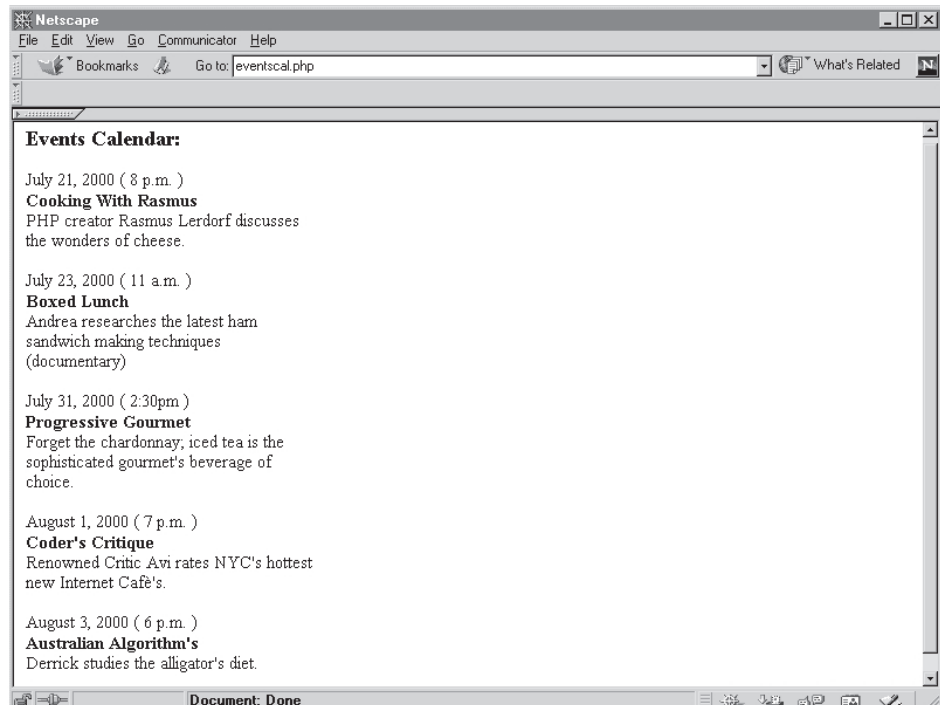 Netscape
File Edit View Go Communicator Help
Bookmarks Go to: eventscal.php What's Related N
Events Calendar:
July 21, 2000 ( 8 p.m. )
Cooking With Rasmus
PHP creator Rasmus Lerdorf discusses
the wonders of cheese.
July 23, 2000 ( 11 a.m. )
Boxed Lunch
Andrea researches the latest ham
sandwich making techniques
(documentary)
July 31, 2000 ( 2:30pm )
Progressive Gourmet
Forget the chardonnay; iced tea is the
sophisticated gourmet's beverage of
choice.
August 1, 2000 ( 7 p.m. )
Coder's Critique
Renowned Critic Avi rates NYC's hottest
new Internet Cafè's.
August 3, 2000 ( 6 p.m. )
Australian Algorithm's
Derrick studies the alligator's diet.
Document: Done